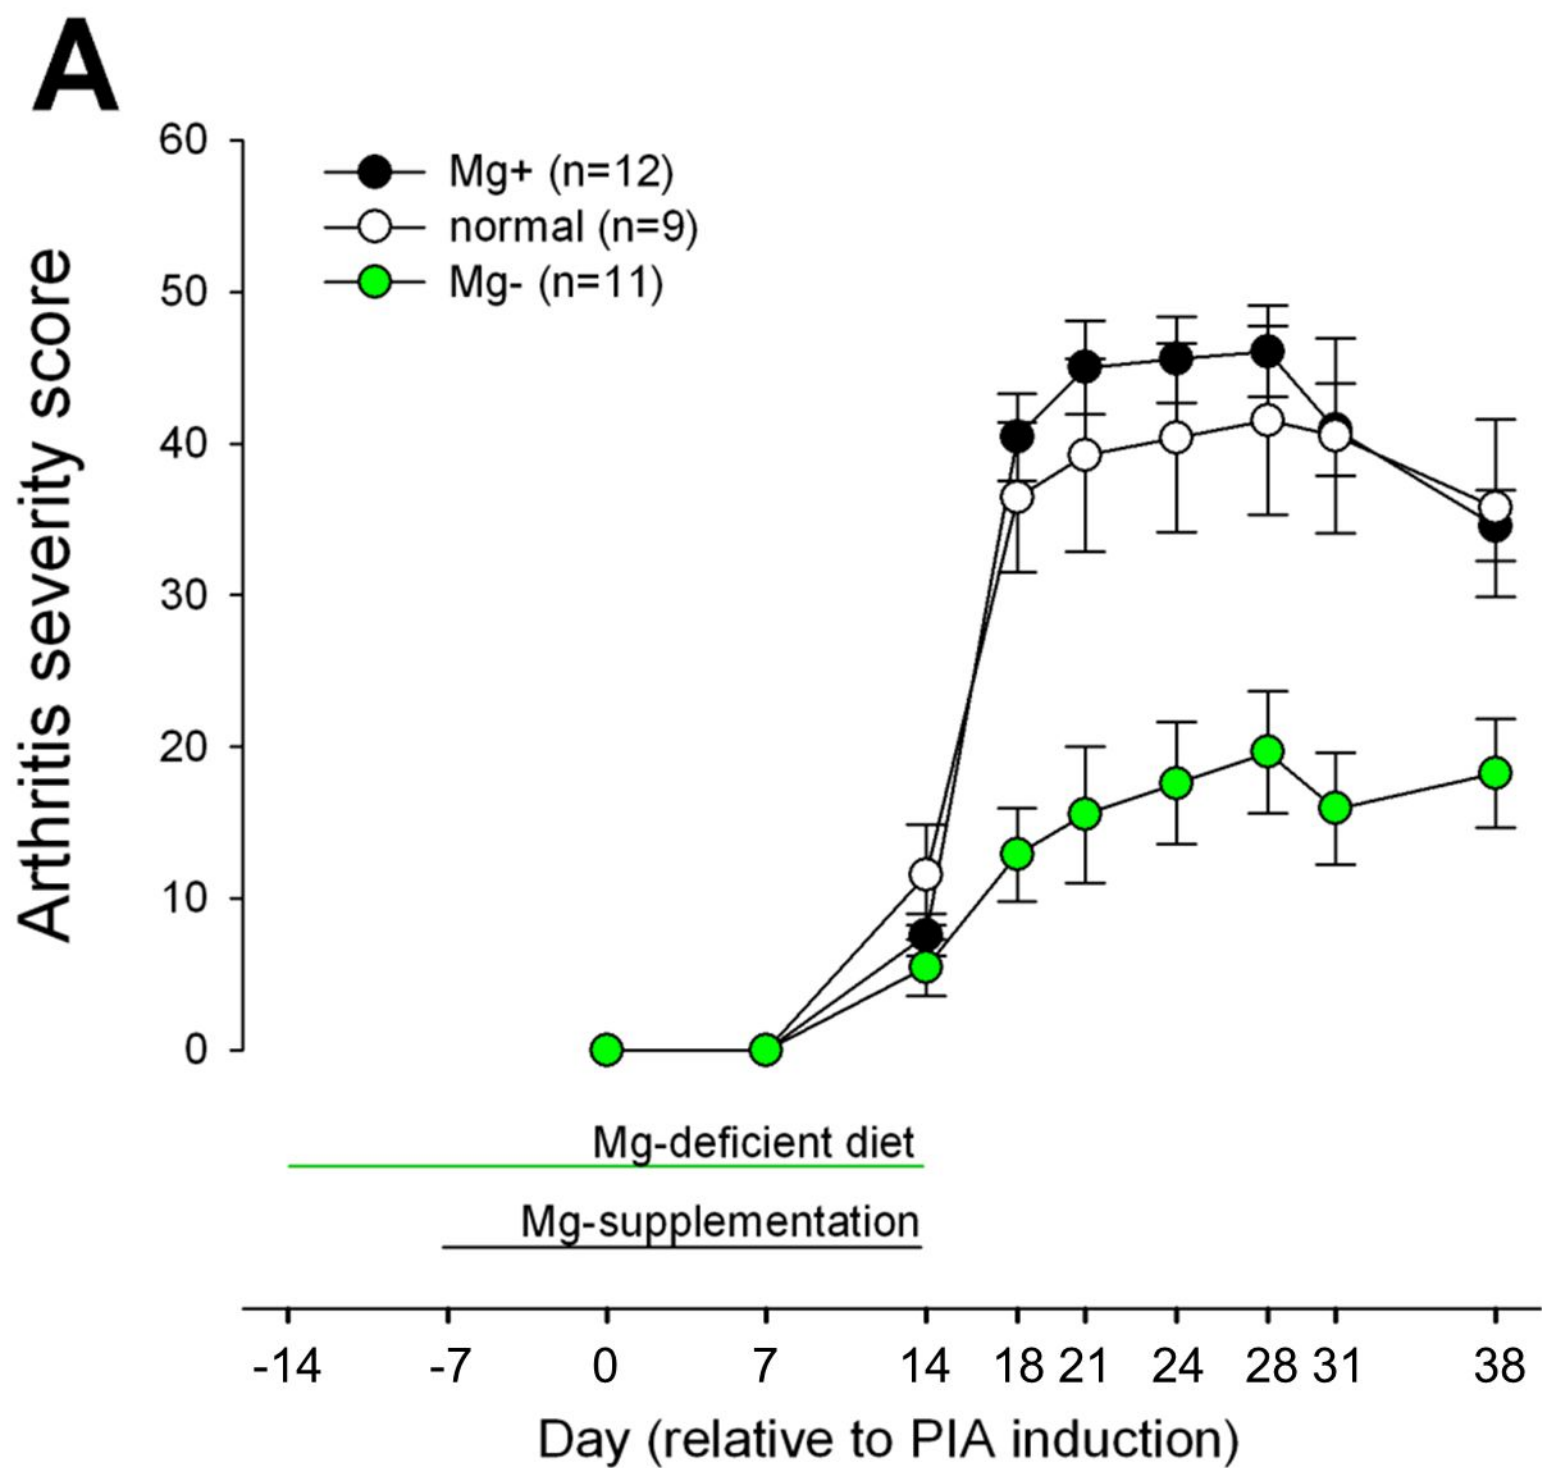 A
60
50
40
30
20
10
0
Arthritis severity score
Mg+ (n=12)
normal (n=9)
Mg- (n=11)
Mg-deficient diet
Mg-supplementation
-14 -7 0 7 14 18 21 24 28 31 38
Day (relative to PIA induction)